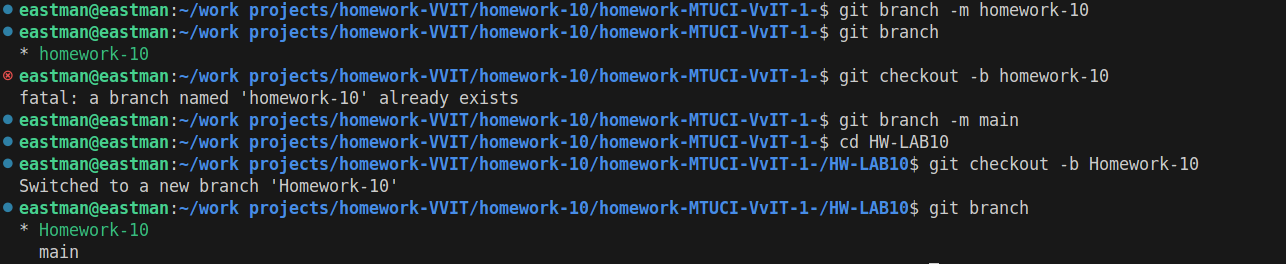 eastman@eastman:~/work projects/homework-VVIT/homework-10/homework-MTUCI-VvIT-1-$ git branch -m homework-10
eastman@eastman:~/work projects/homework-VVIT/homework-10/homework-MTUCI-VvIT-1-$ git branch
* homework-10
eastman@eastman:~/work projects/homework-VVIT/homework-10/homework-MTUCI-VvIT-1-$ git checkout -b homework-10
fatal: a branch named 'homework-10' already exists
eastman@eastman:~/work projects/homework-VVIT/homework-10/homework-MTUCI-VvIT-1-$ git branch -m main
eastman@eastman:~/work projects/homework-VVIT/homework-10/homework-MTUCI-VvIT-1-$ cd HW-LAB10
eastman@eastman:~/work projects/homework-VVIT/homework-10/homework-MTUCI-VvIT-1-/HW-LAB10$ git checkout -b Homework-10
Switched to a new branch 'Homework-10'
eastman@eastman:~/work projects/homework-VVIT/homework-10/homework-MTUCI-VvIT-1-/HW-LAB10$ git branch
* Homework-10
  main